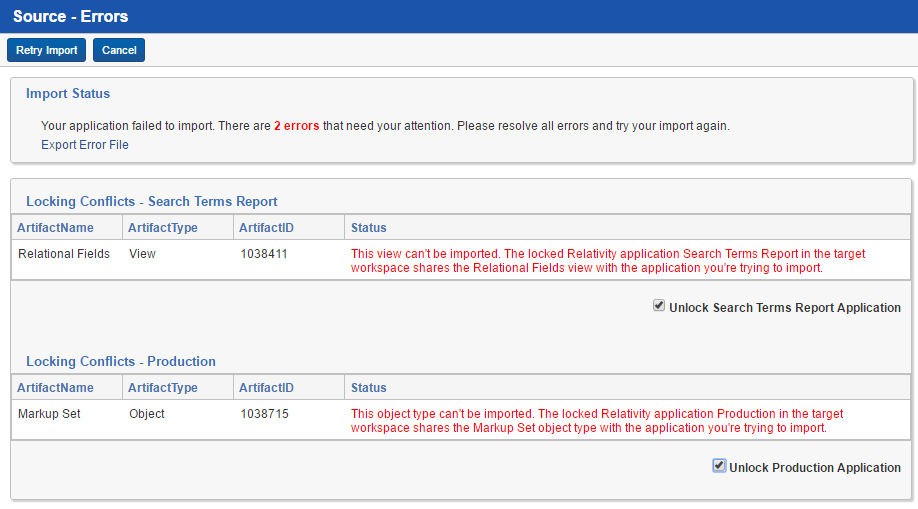 Source - Errors
Retry Import Cancel
Import Status
Your application failed to import. There are 2 errors that need your attention. Please resolve all errors and try your import again.
Export Error File
Locking Conflicts - Search Terms Report
ArtifactName ArtifactType ArtifactID Status
Relational Fields View 1038411 This view can't be imported. The locked Relativity application Search Terms Report in the target
workspace shares the Relational Fields view with the application you're trying to import.
Unlock Search Terms Report Application
Locking Conflicts - Production
ArtifactName ArtifactType ArtifactID Status
Markup Set Object 1038715 This object type can't be imported. The locked Relativity application Production in the target
workspace shares the Markup Set object type with the application you're trying to import.
Unlock Production Application